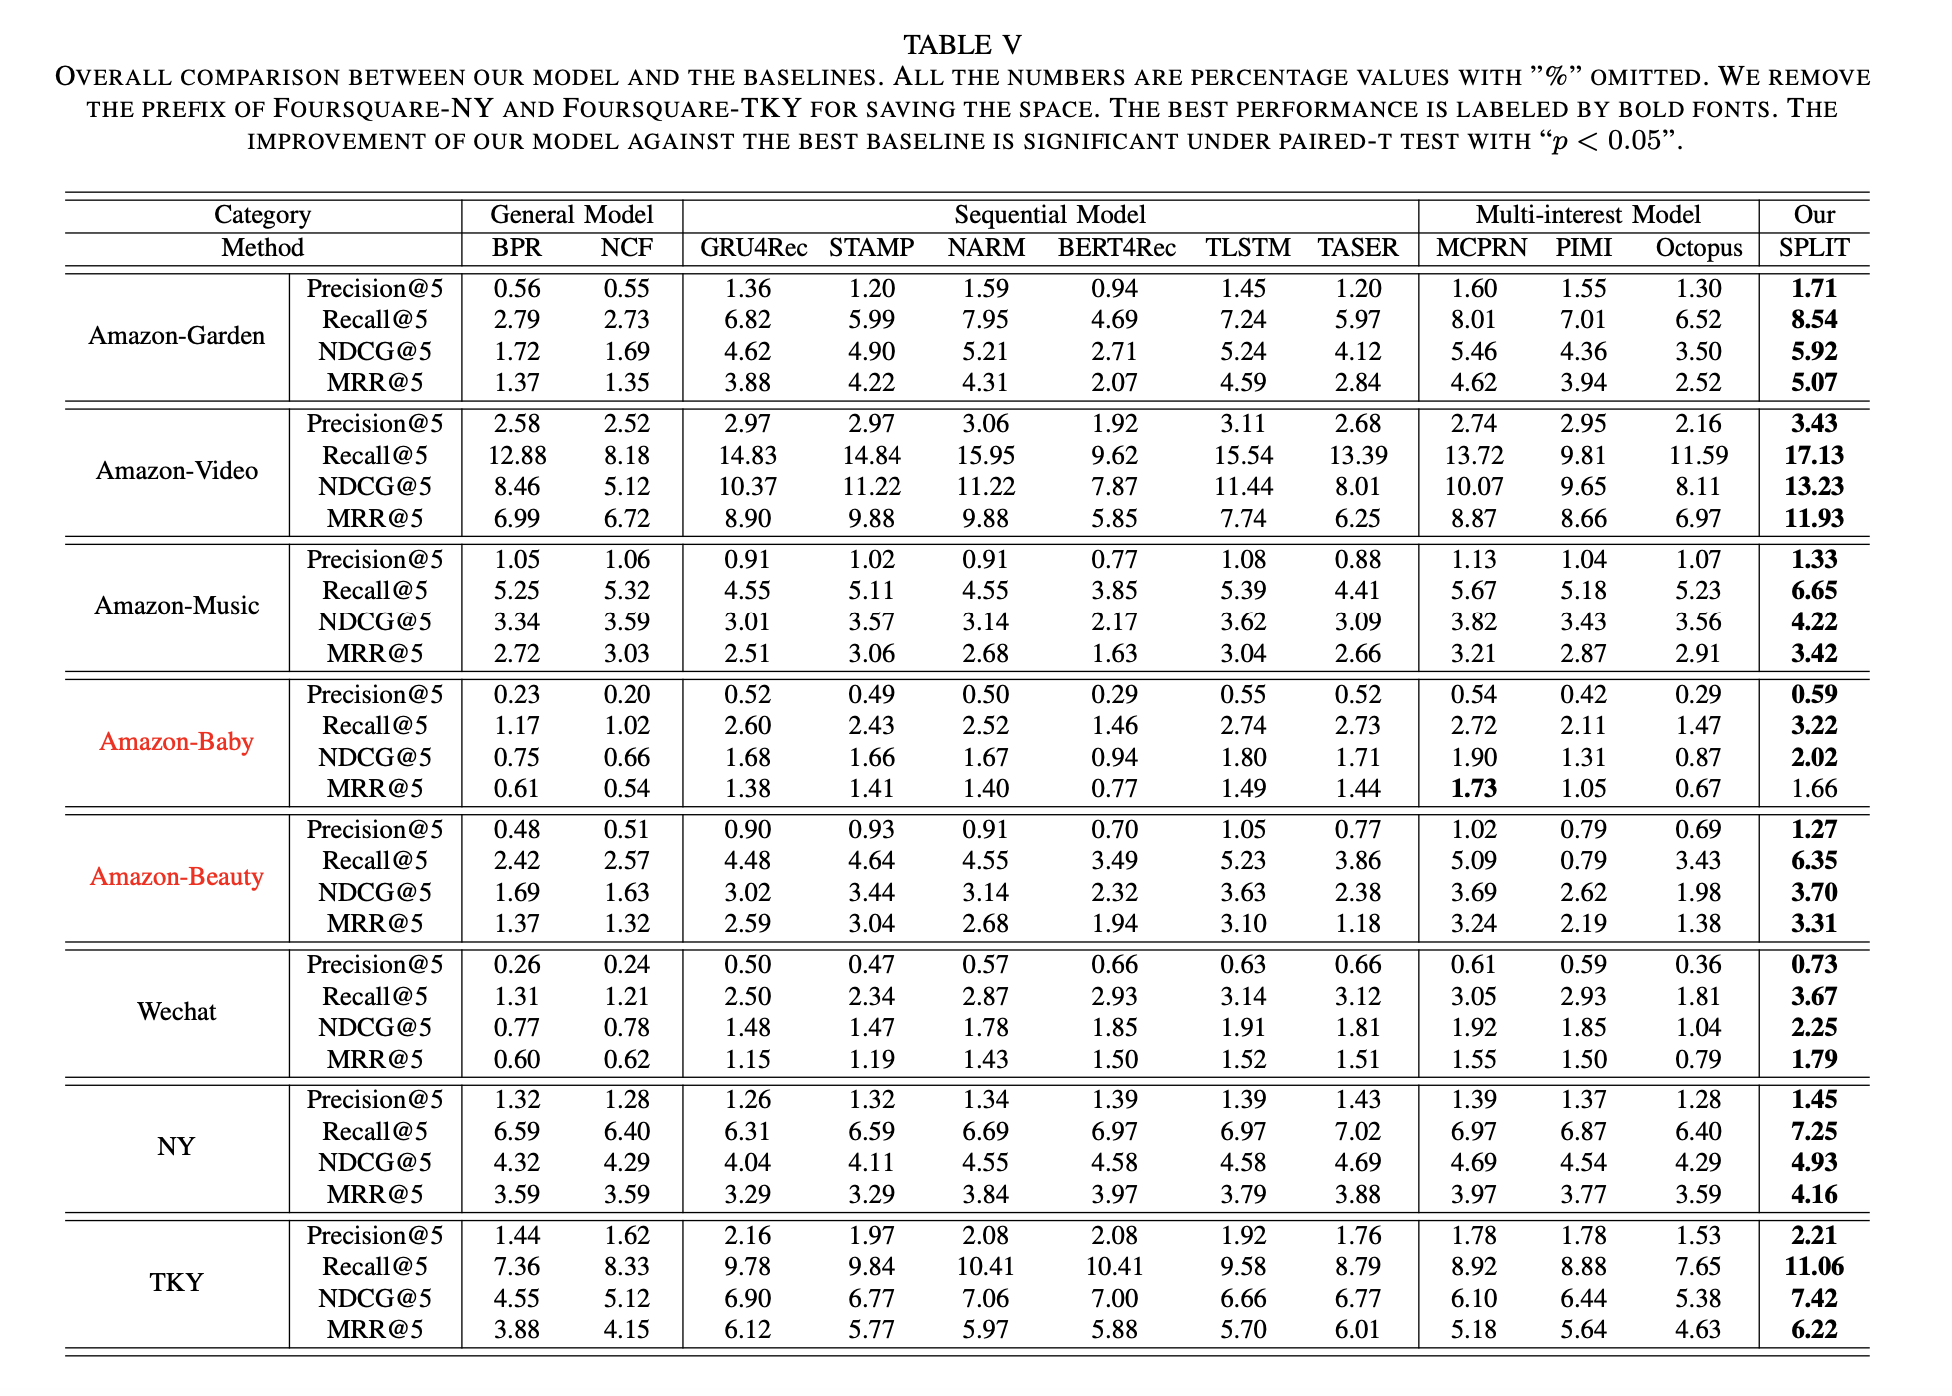 TABLE V
OVERALL COMPARISON BETWEEN OUR MODEL AND THE BASELINES. ALL THE NUMBERS ARE PERCENTAGE VALUES WITH ”%” OMITTED. WE REMOVE
THE PREFIX OF FOURSQUARE-NY AND FOURSQUARE-TKY FOR SAVING THE SPACE. THE BEST PERFORMANCE IS LABELED BY BOLD FONTS. THE
IMPROVEMENT OF OUR MODEL AGAINST THE BEST BASELINE IS SIGNIFICANT UNDER PAIRED-T TEST WITH “p < 0.05”.
Category General Model Sequential Model Multi-interest Model Our
Method BPR NCF GRU4Rec STAMP NARM BERT4Rec TLSTM TASER MCPRN PIMI Octopus SPLIT
Amazon-Garden
Precision@5 0.56 0.55 1.36 1.20 1.59 0.94 1.45 1.20 1.60 1.55 1.30 1.71
Recall@5 2.79 2.73 6.82 5.99 7.95 4.69 7.24 5.97 8.01 7.01 6.52 8.54
NDCG@5 1.72 1.69 4.62 4.90 5.21 2.71 5.24 4.12 5.46 4.36 3.50 5.92
MRR@5 1.37 1.35 3.88 4.22 4.31 2.07 4.59 2.84 4.62 3.94 2.52 5.07
Amazon-Video
Precision@5 2.58 2.52 2.97 2.97 3.06 1.92 3.11 2.68 2.74 2.95 2.16 3.43
Recall@5 12.88 8.18 14.83 14.84 15.95 9.62 15.54 13.39 13.72 9.81 11.59 17.13
NDCG@5 8.46 5.12 10.37 11.22 11.22 7.87 11.44 8.01 10.07 9.65 8.11 13.23
MRR@5 6.99 6.72 8.90 9.88 9.88 5.85 7.74 6.25 8.87 8.66 6.97 11.93
Amazon-Music
Precision@5 1.05 1.06 0.91 1.02 0.91 0.77 1.08 0.88 1.13 1.04 1.07 1.33
Recall@5 5.25 5.32 4.55 5.11 4.55 3.85 5.39 4.41 5.67 5.18 5.23 6.65
NDCG@5 3.34 3.59 3.01 3.57 3.14 2.17 3.62 3.09 3.82 3.43 3.56 4.22
MRR@5 2.72 3.03 2.51 3.06 2.68 1.63 3.04 2.66 3.21 2.87 2.91 3.42
Amazon-Baby
Precision@5 0.23 0.20 0.52 0.49 0.50 0.29 0.55 0.52 0.54 0.42 0.29 0.59
Recall@5 1.17 1.02 2.60 2.43 2.52 1.46 2.74 2.73 2.72 2.11 1.47 3.22
NDCG@5 0.75 0.66 1.68 1.66 1.67 0.94 1.80 1.71 1.90 1.31 0.87 2.02
MRR@5 0.61 0.54 1.38 1.41 1.40 0.77 1.49 1.44 1.73 1.05 0.67 1.66
Amazon-Beauty
Precision@5 0.48 0.51 0.90 0.93 0.91 0.70 1.05 0.77 1.02 0.79 0.69 1.27
Recall@5 2.42 2.57 4.48 4.64 4.55 3.49 5.23 3.86 5.09 0.79 3.43 6.35
NDCG@5 1.69 1.63 3.02 3.44 3.14 2.32 3.63 2.38 3.69 2.62 1.98 3.70
MRR@5 1.37 1.32 2.59 3.04 2.68 1.94 3.10 1.18 3.24 2.19 1.38 3.31
Wechat
Precision@5 0.26 0.24 0.50 0.47 0.57 0.66 0.63 0.66 0.61 0.59 0.36 0.73
Recall@5 1.31 1.21 2.50 2.34 2.87 2.93 3.14 3.12 3.05 2.93 1.81 3.67
NDCG@5 0.77 0.78 1.48 1.47 1.78 1.85 1.91 1.81 1.92 1.85 1.04 2.25
MRR@5 0.60 0.62 1.15 1.19 1.43 1.50 1.52 1.51 1.55 1.50 0.79 1.79
NY
Precision@5 1.32 1.28 1.26 1.32 1.34 1.39 1.39 1.43 1.39 1.37 1.28 1.45
Recall@5 6.59 6.40 6.31 6.59 6.69 6.97 6.97 7.02 6.97 6.87 6.40 7.25
NDCG@5 4.32 4.29 4.04 4.11 4.55 4.58 4.58 4.69 4.69 4.54 4.29 4.93
MRR@5 3.59 3.59 3.29 3.29 3.84 3.97 3.79 3.88 3.97 3.77 3.59 4.16
TKY
Precision@5 1.44 1.62 2.16 1.97 2.08 2.08 1.92 1.76 1.78 1.78 1.53 2.21
Recall@5 7.36 8.33 9.78 9.84 10.41 10.41 9.58 8.79 8.92 8.88 7.65 11.06
NDCG@5 4.55 5.12 6.90 6.77 7.06 7.00 6.66 6.77 6.10 6.44 5.38 7.42
MRR@5 3.88 4.15 6.12 5.77 5.97 5.88 5.70 6.01 5.18 5.64 4.63 6.22